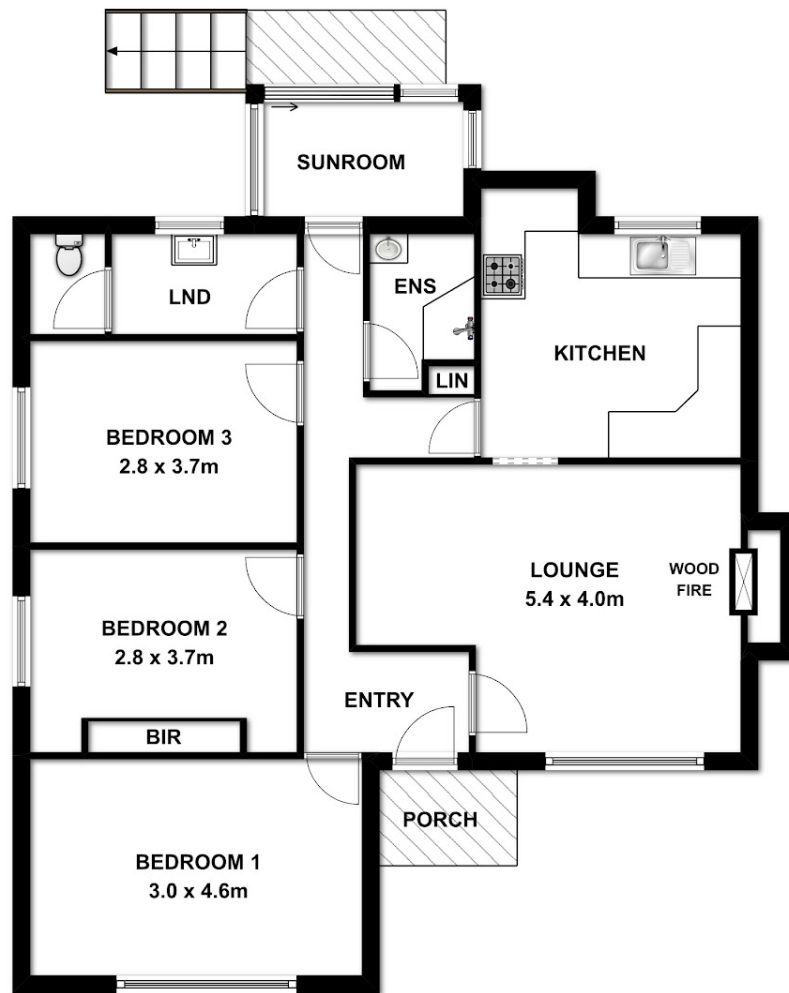 SUNROOM
LND
ENS
LIN
KITCHEN
BEDROOM 3
2.8 x 3.7m
LOUNGE
5.4 x 4.0m
WOOD
FIRE
BEDROOM 2
2.8 x 3.7m
BIR
ENTRY
PORCH
BEDROOM 1
3.0 x 4.6m